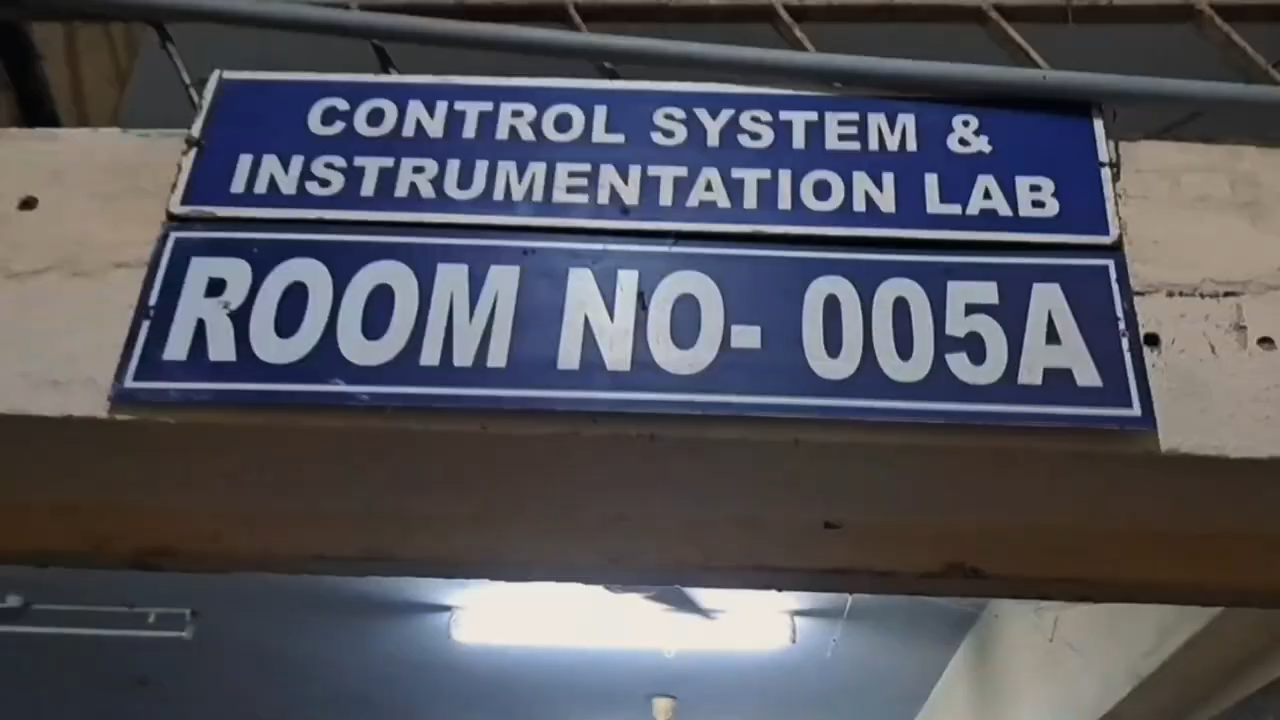 CONTROL SYSTEM &
INSTRUMENTATION LAB
ROOM NO- 005A